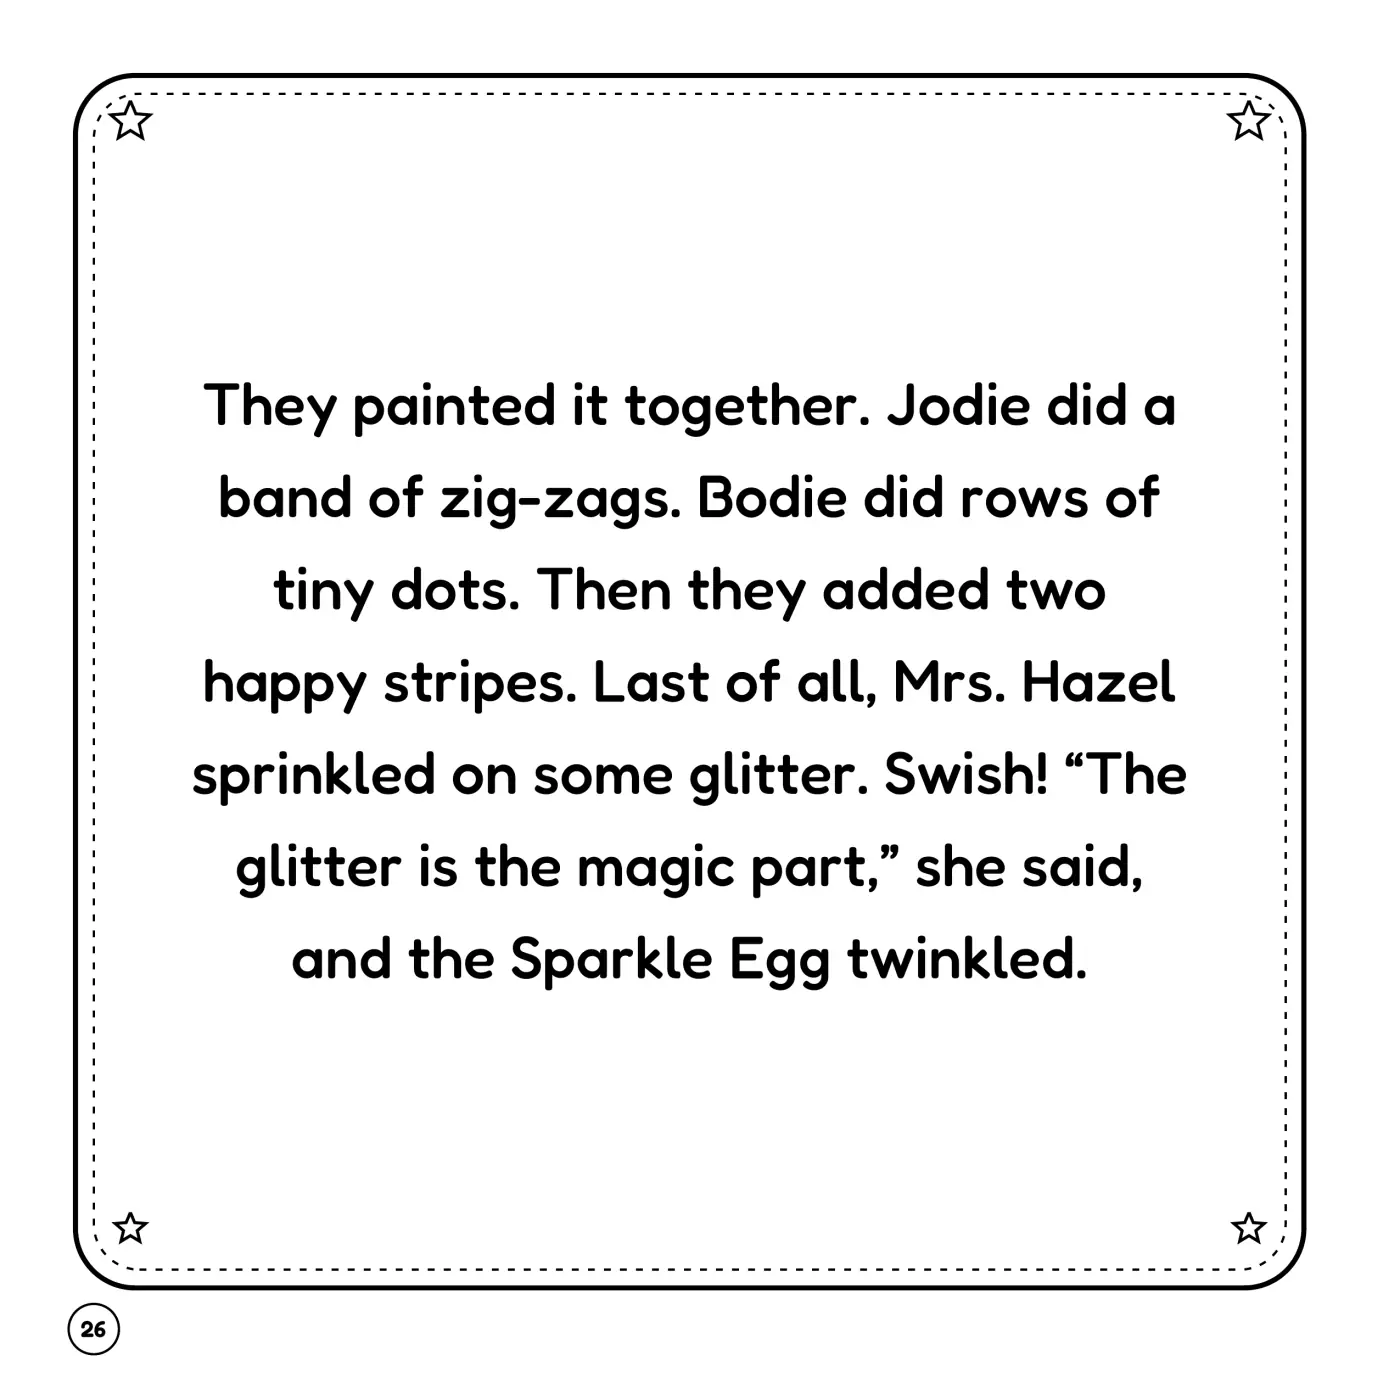 They painted it together. Jodie did a
band of zig-zags. Bodie did rows of
tiny dots. Then they added two
happy stripes. Last of all, Mrs. Hazel
sprinkled on some glitter. Swish! “The
glitter is the magic part,” she said,
and the Sparkle Egg twinkled.
26